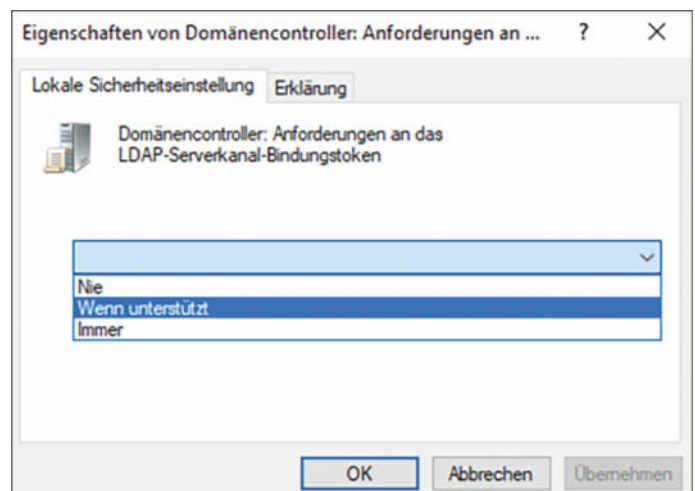 Eigenschaften von Domänencontroller: Anforderungen an ... ?
Lokale Sicherheitseinstellung Erklärung
Domänencontroller: Anforderungen an das
LDAP-Serverkanal-Bindungstoken
Nie
Wenn unterstützt
Immer
OK Abbrechen Übernehmen